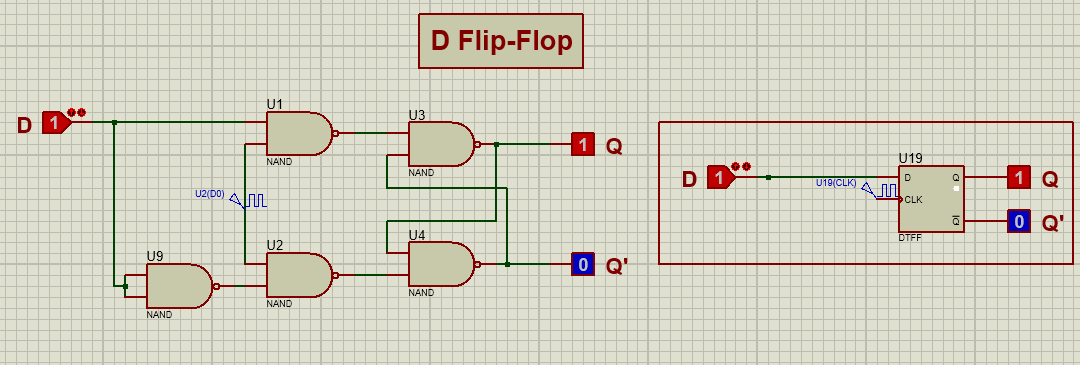 D Flip-Flop
D
1
U1
NAND
U2(D0)
U9
NAND
U2
NAND
U3
NAND
U4
NAND
1
Q
0
Q'
D
1
U19(CLK)
U19
D
CLK
Q
Q
DTFF
1
Q
0
Q'